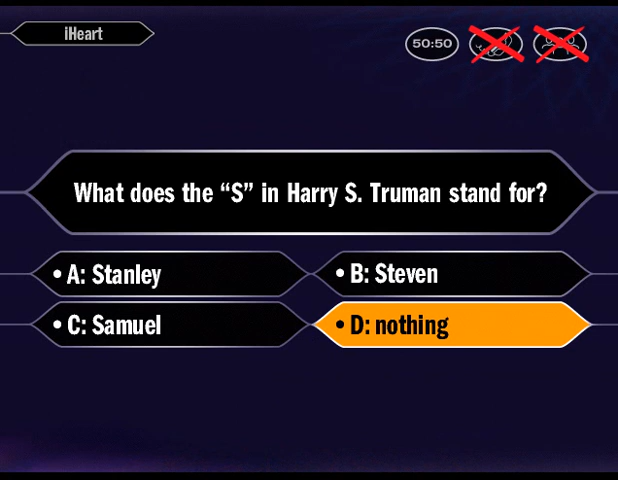 iHeart
50:50
What does the “S” in Harry S. Truman stand for?
• A: Stanley
• B: Steven
• C: Samuel
• D: nothing